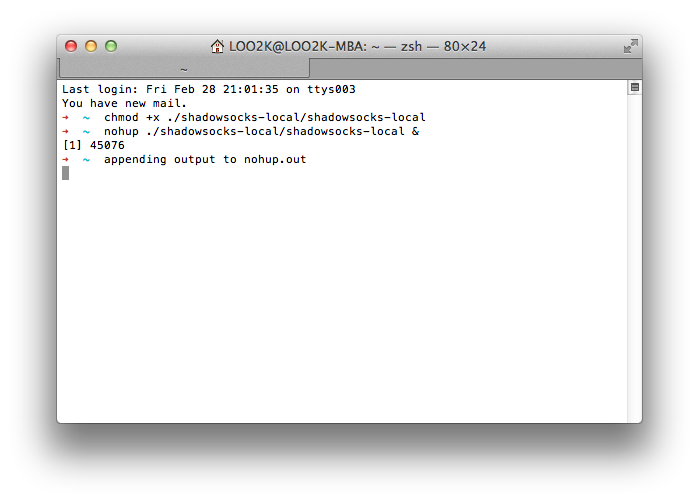 LOO2K@LOO2K-MBA: ~ — zsh — 80×24
~
Last login: Fri Feb 28 21:01:35 on ttys003
You have new mail.
➜  ~  chmod +x ./shadowsocks-local/shadowsocks-local
➜  ~  nohup ./shadowsocks-local/shadowsocks-local &
[1] 45076
➜  ~  appending output to nohup.out